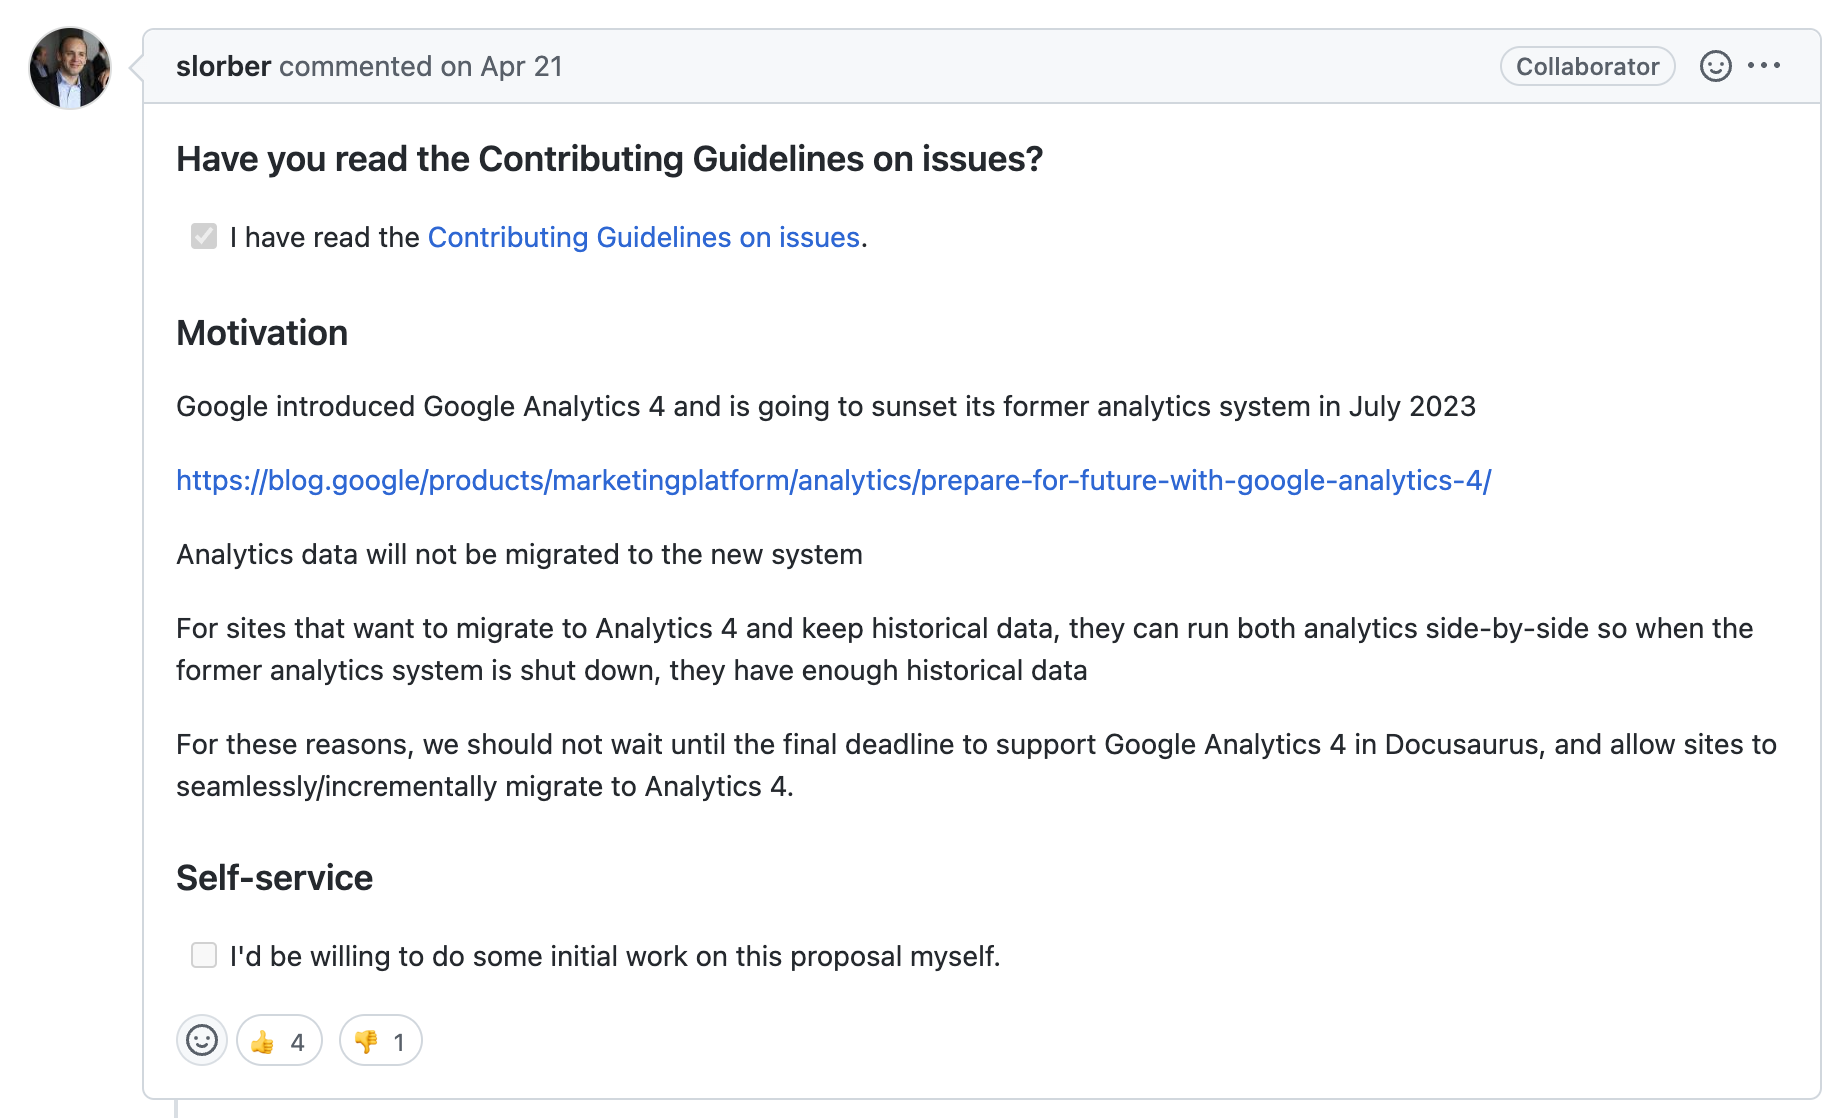 slorber commented on Apr 21
Collaborator
Have you read the Contributing Guidelines on issues?
I have read the Contributing Guidelines on issues.
Motivation
Google introduced Google Analytics 4 and is going to sunset its former analytics system in July 2023
https://blog.google/products/marketingplatform/analytics/prepare-for-future-with-google-analytics-4/
Analytics data will not be migrated to the new system
For sites that want to migrate to Analytics 4 and keep historical data, they can run both analytics side-by-side so when the
former analytics system is shut down, they have enough historical data
For these reasons, we should not wait until the final deadline to support Google Analytics 4 in Docusaurus, and allow sites to
seamlessly/incrementally migrate to Analytics 4.
Self-service
I'd be willing to do some initial work on this proposal myself.
👍 4 👎 1